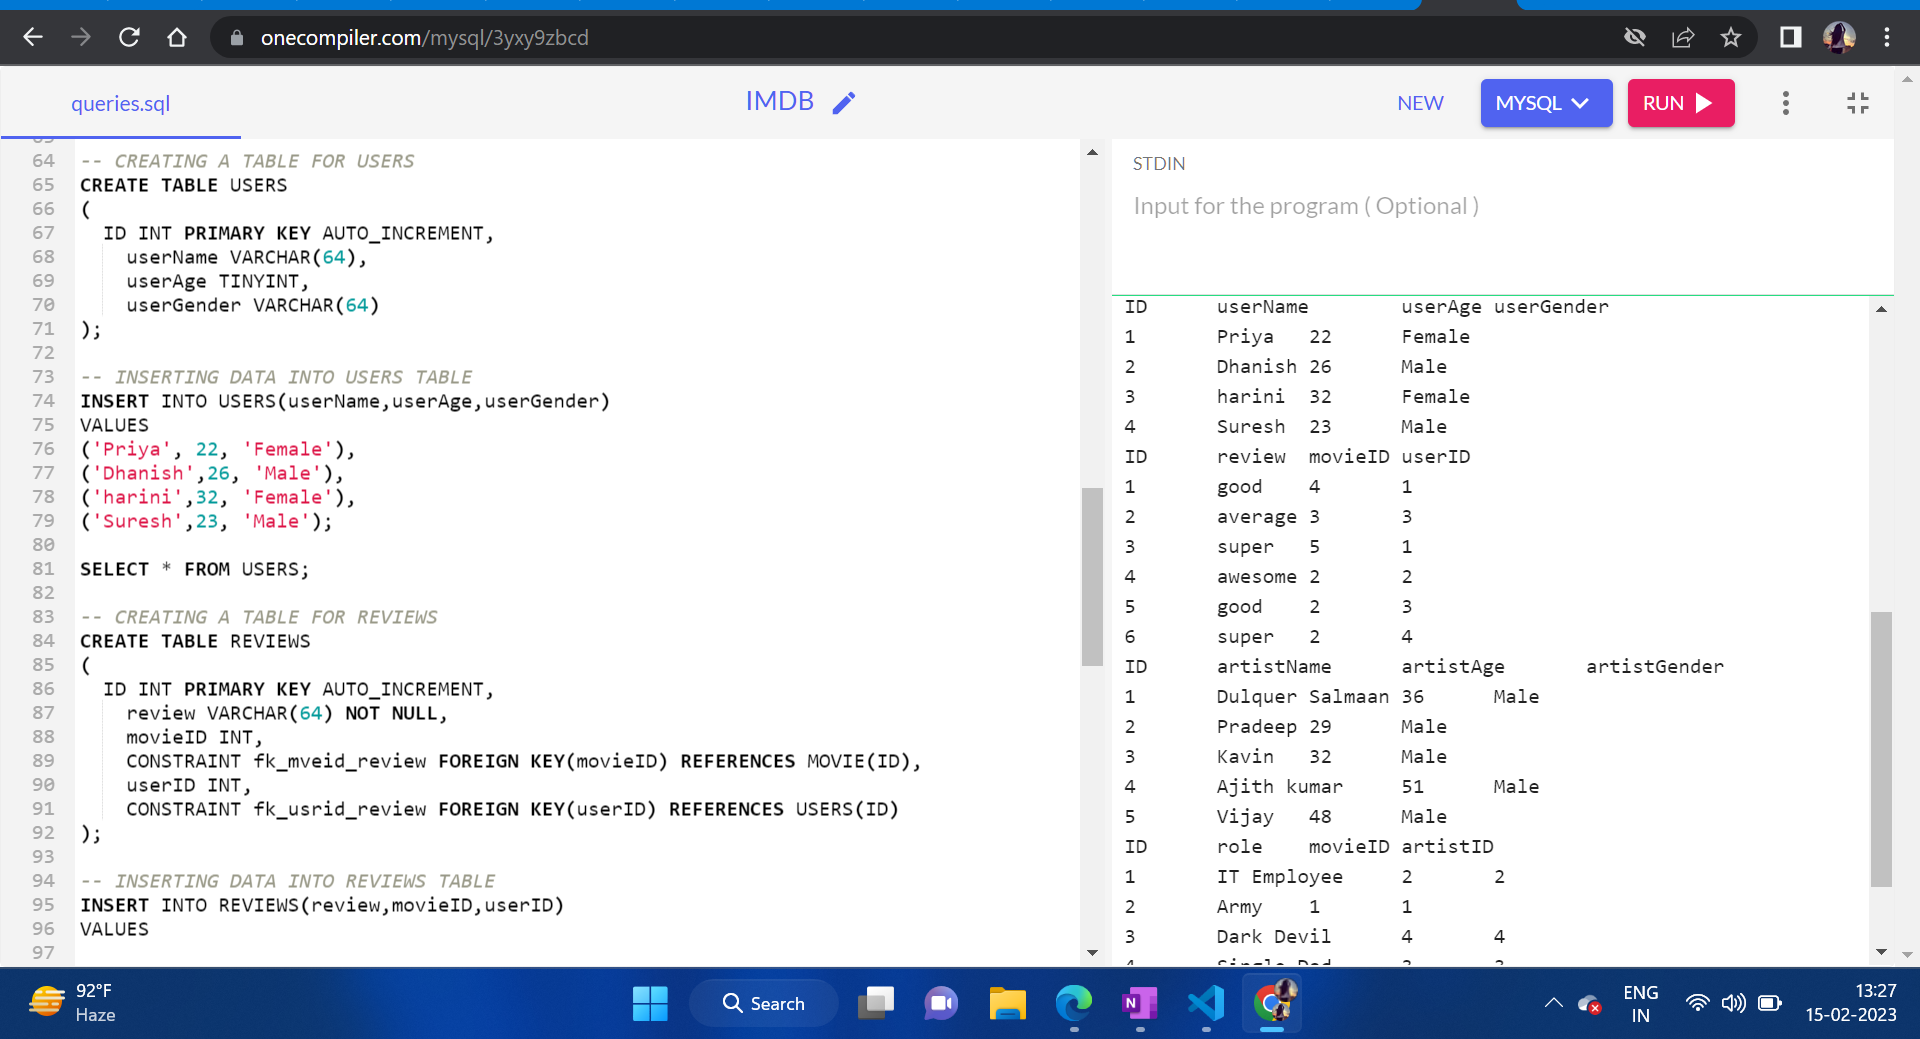 onecompiler.com/mysql/3yxy9zbcd
queries.sql
IMDB
NEW
MYSQL
RUN
64 -- CREATING A TABLE FOR USERS
65 CREATE TABLE USERS
66 (
67 ID INT PRIMARY KEY AUTO_INCREMENT,
68 userName VARCHAR(64),
69 userAge TINYINT,
70 userGender VARCHAR(64)
71 );
72
73 -- INSERTING DATA INTO USERS TABLE
74 INSERT INTO USERS(userName,userAge,userGender)
75 VALUES
76 ('Priya', 22, 'Female'),
77 ('Dhanish',26, 'Male'),
78 ('harini',32, 'Female'),
79 ('Suresh',23, 'Male');
80
81 SELECT * FROM USERS;
82
83 -- CREATING A TABLE FOR REVIEWS
84 CREATE TABLE REVIEWS
85 (
86 ID INT PRIMARY KEY AUTO_INCREMENT,
87 review VARCHAR(64) NOT NULL,
88 movieID INT,
89 CONSTRAINT fk_mveid_review FOREIGN KEY(movieID) REFERENCES MOVIE(ID),
90 userID INT,
91 CONSTRAINT fk_usrid_review FOREIGN KEY(userID) REFERENCES USERS(ID)
92 );
93
94 -- INSERTING DATA INTO REVIEWS TABLE
95 INSERT INTO REVIEWS(review,movieID,userID)
96 VALUES
97
STDIN
Input for the program ( Optional )
ID userName userAge userGender
1 Priya 22 Female
2 Dhanish 26 Male
3 harini 32 Female
4 Suresh 23 Male
ID review movieID userID
1 good 4 1
2 average 3 3
3 super 5 1
4 awesome 2 2
5 good 2 3
6 super 2 4
ID artistName artistAge artistGender
1 Dulquer Salmaan 36 Male
2 Pradeep 29 Male
3 Kavin 32 Male
4 Ajith kumar 51 Male
5 Vijay 48 Male
ID role movieID artistID
1 IT Employee 2 2
2 Army 1 1
3 Dark Devil 4 4
92°F
Haze
Search
ENG
IN
13:27
15-02-2023